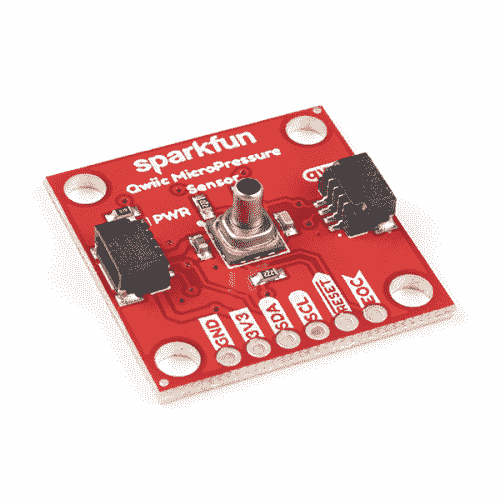 sparkfun
Qwiic MicroPressure
Sensor
PWR
GND
3V3
SDA
SCL
RESET
EOC